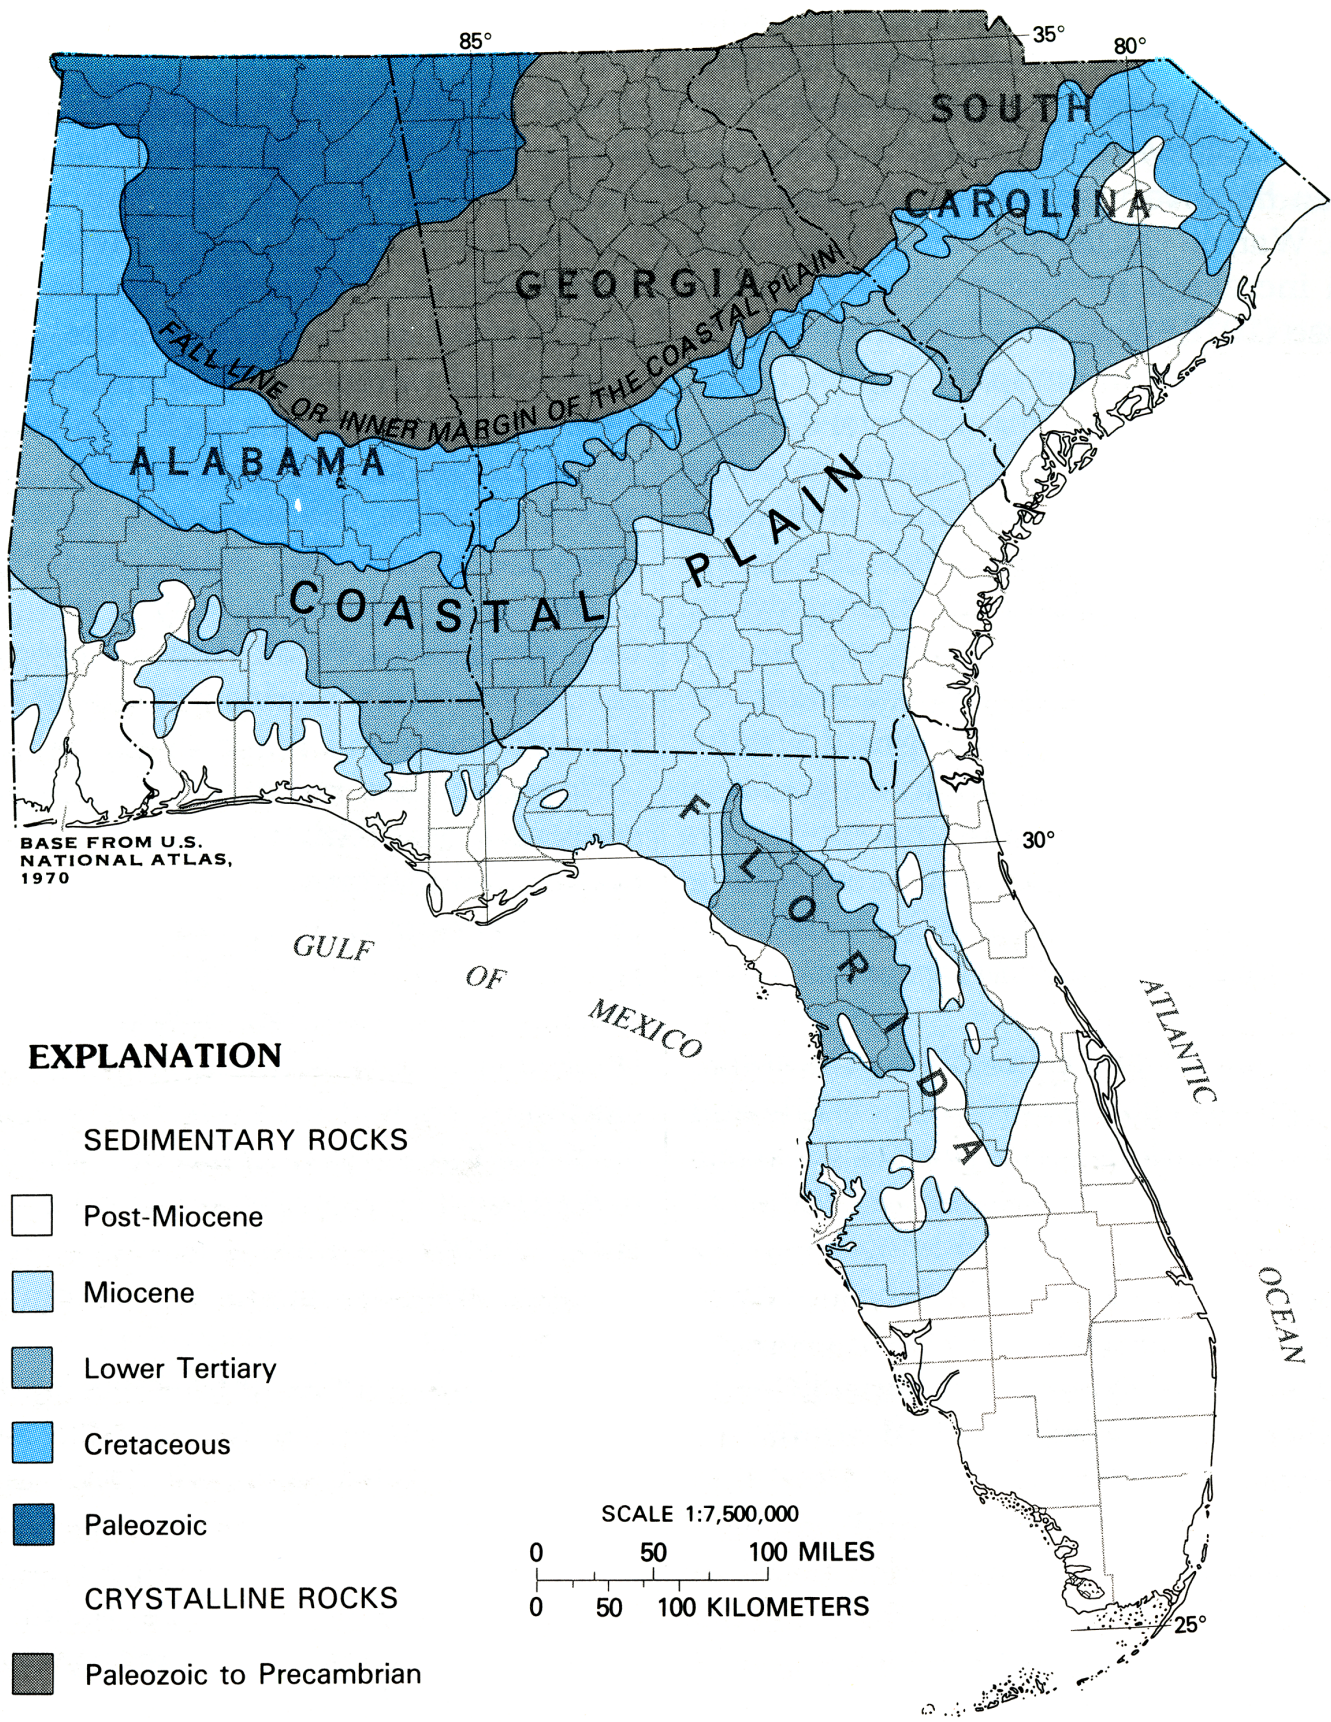 85°
35°
80°
SOUTH
CAROLINA
GEORGIA
FALL LINE OR INNER MARGIN OF THE COASTAL PLAIN
ALABAMA
COASTAL PLAIN
FLORIDA
BASE FROM U.S.
NATIONAL ATLAS,
1970
30°
GULF
OF
MEXICO
ATLANTIC
OCEAN
EXPLANATION
SEDIMENTARY ROCKS
Post-Miocene
Miocene
Lower Tertiary
Cretaceous
Paleozoic
CRYSTALLINE ROCKS
Paleozoic to Precambrian
SCALE 1:7,500,000
0 50 100 MILES
0 50 100 KILOMETERS
25°